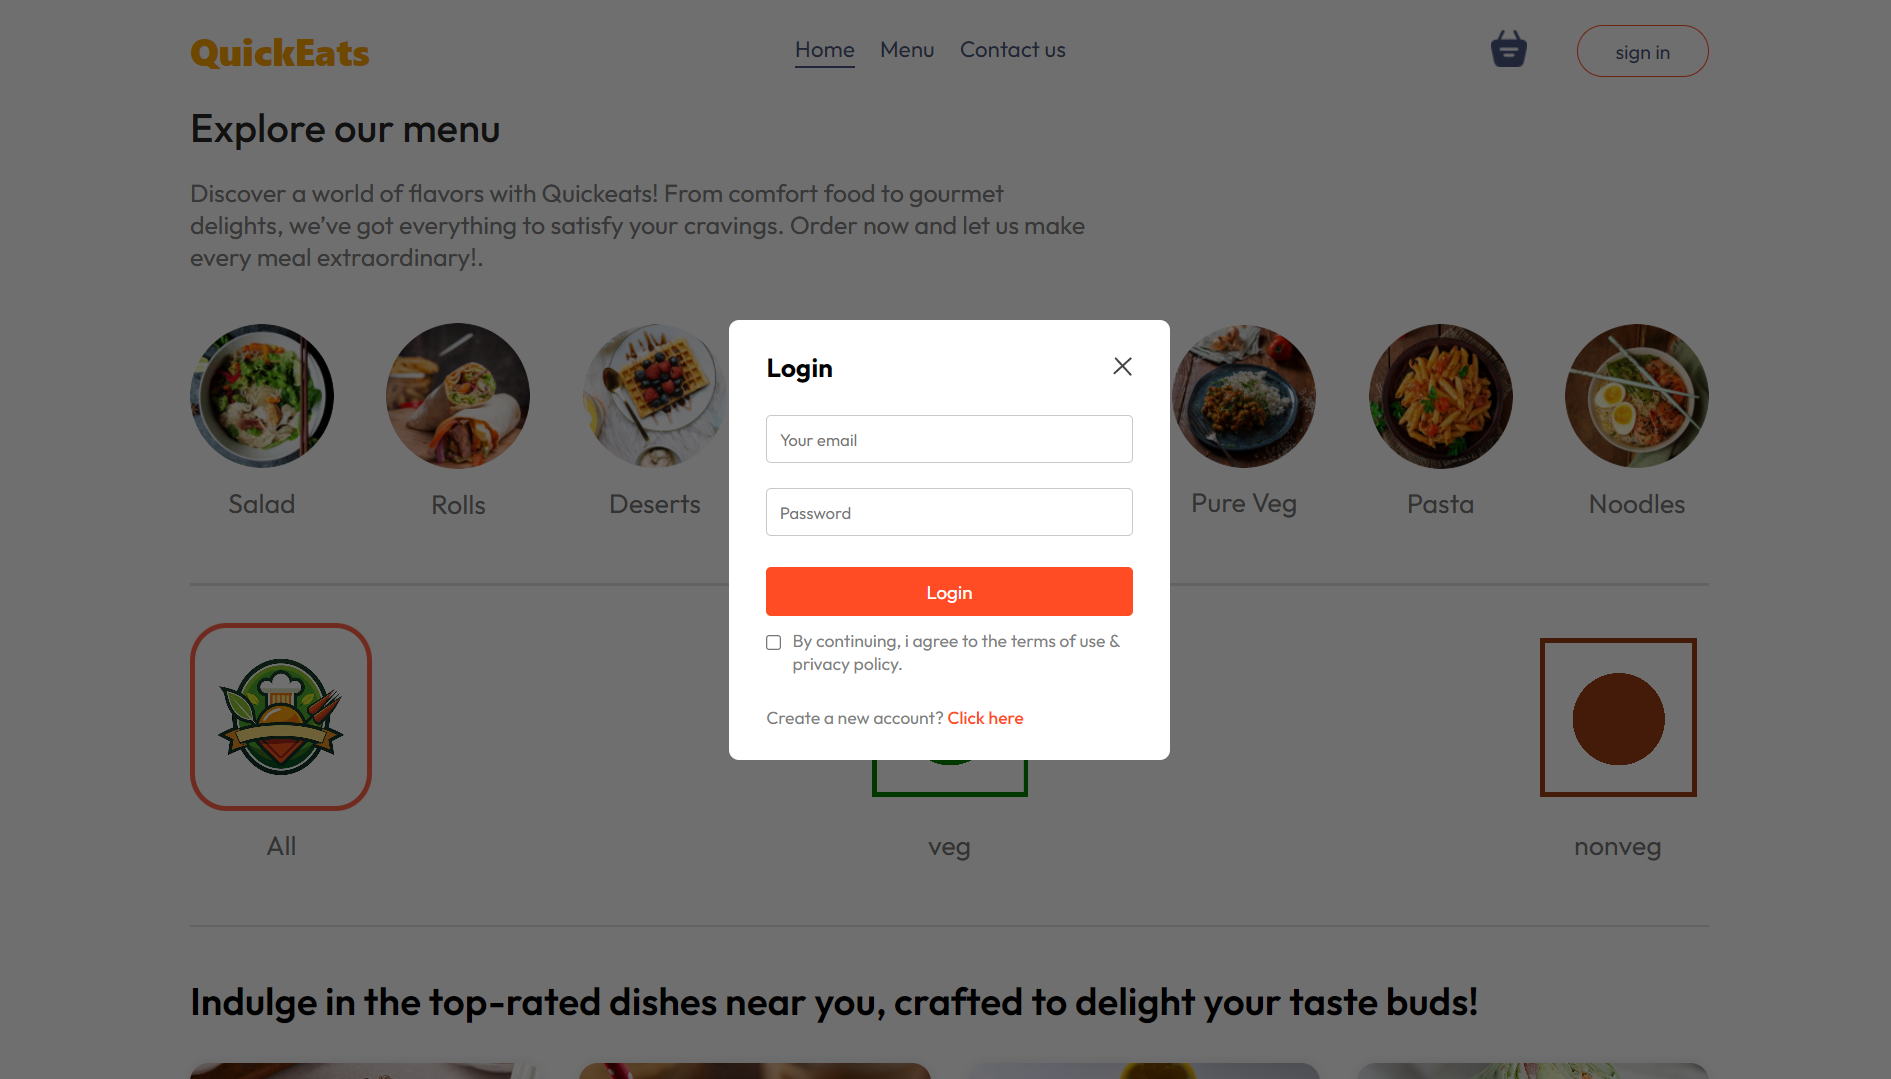 QuickEats
Home Menu Contact us
sign in
Explore our menu
Discover a world of flavors with Quickeats! From comfort food to gourmet
delights, we've got everything to satisfy your cravings. Order now and let us make
every meal extraordinary!.
Salad
Rolls
Deserts
Pure Veg
Pasta
Noodles
Login
Your email
Password
Login
By continuing, i agree to the terms of use &
privacy policy.
Create a new account? Click here
All
veg
nonveg
Indulge in the top-rated dishes near you, crafted to delight your taste buds!